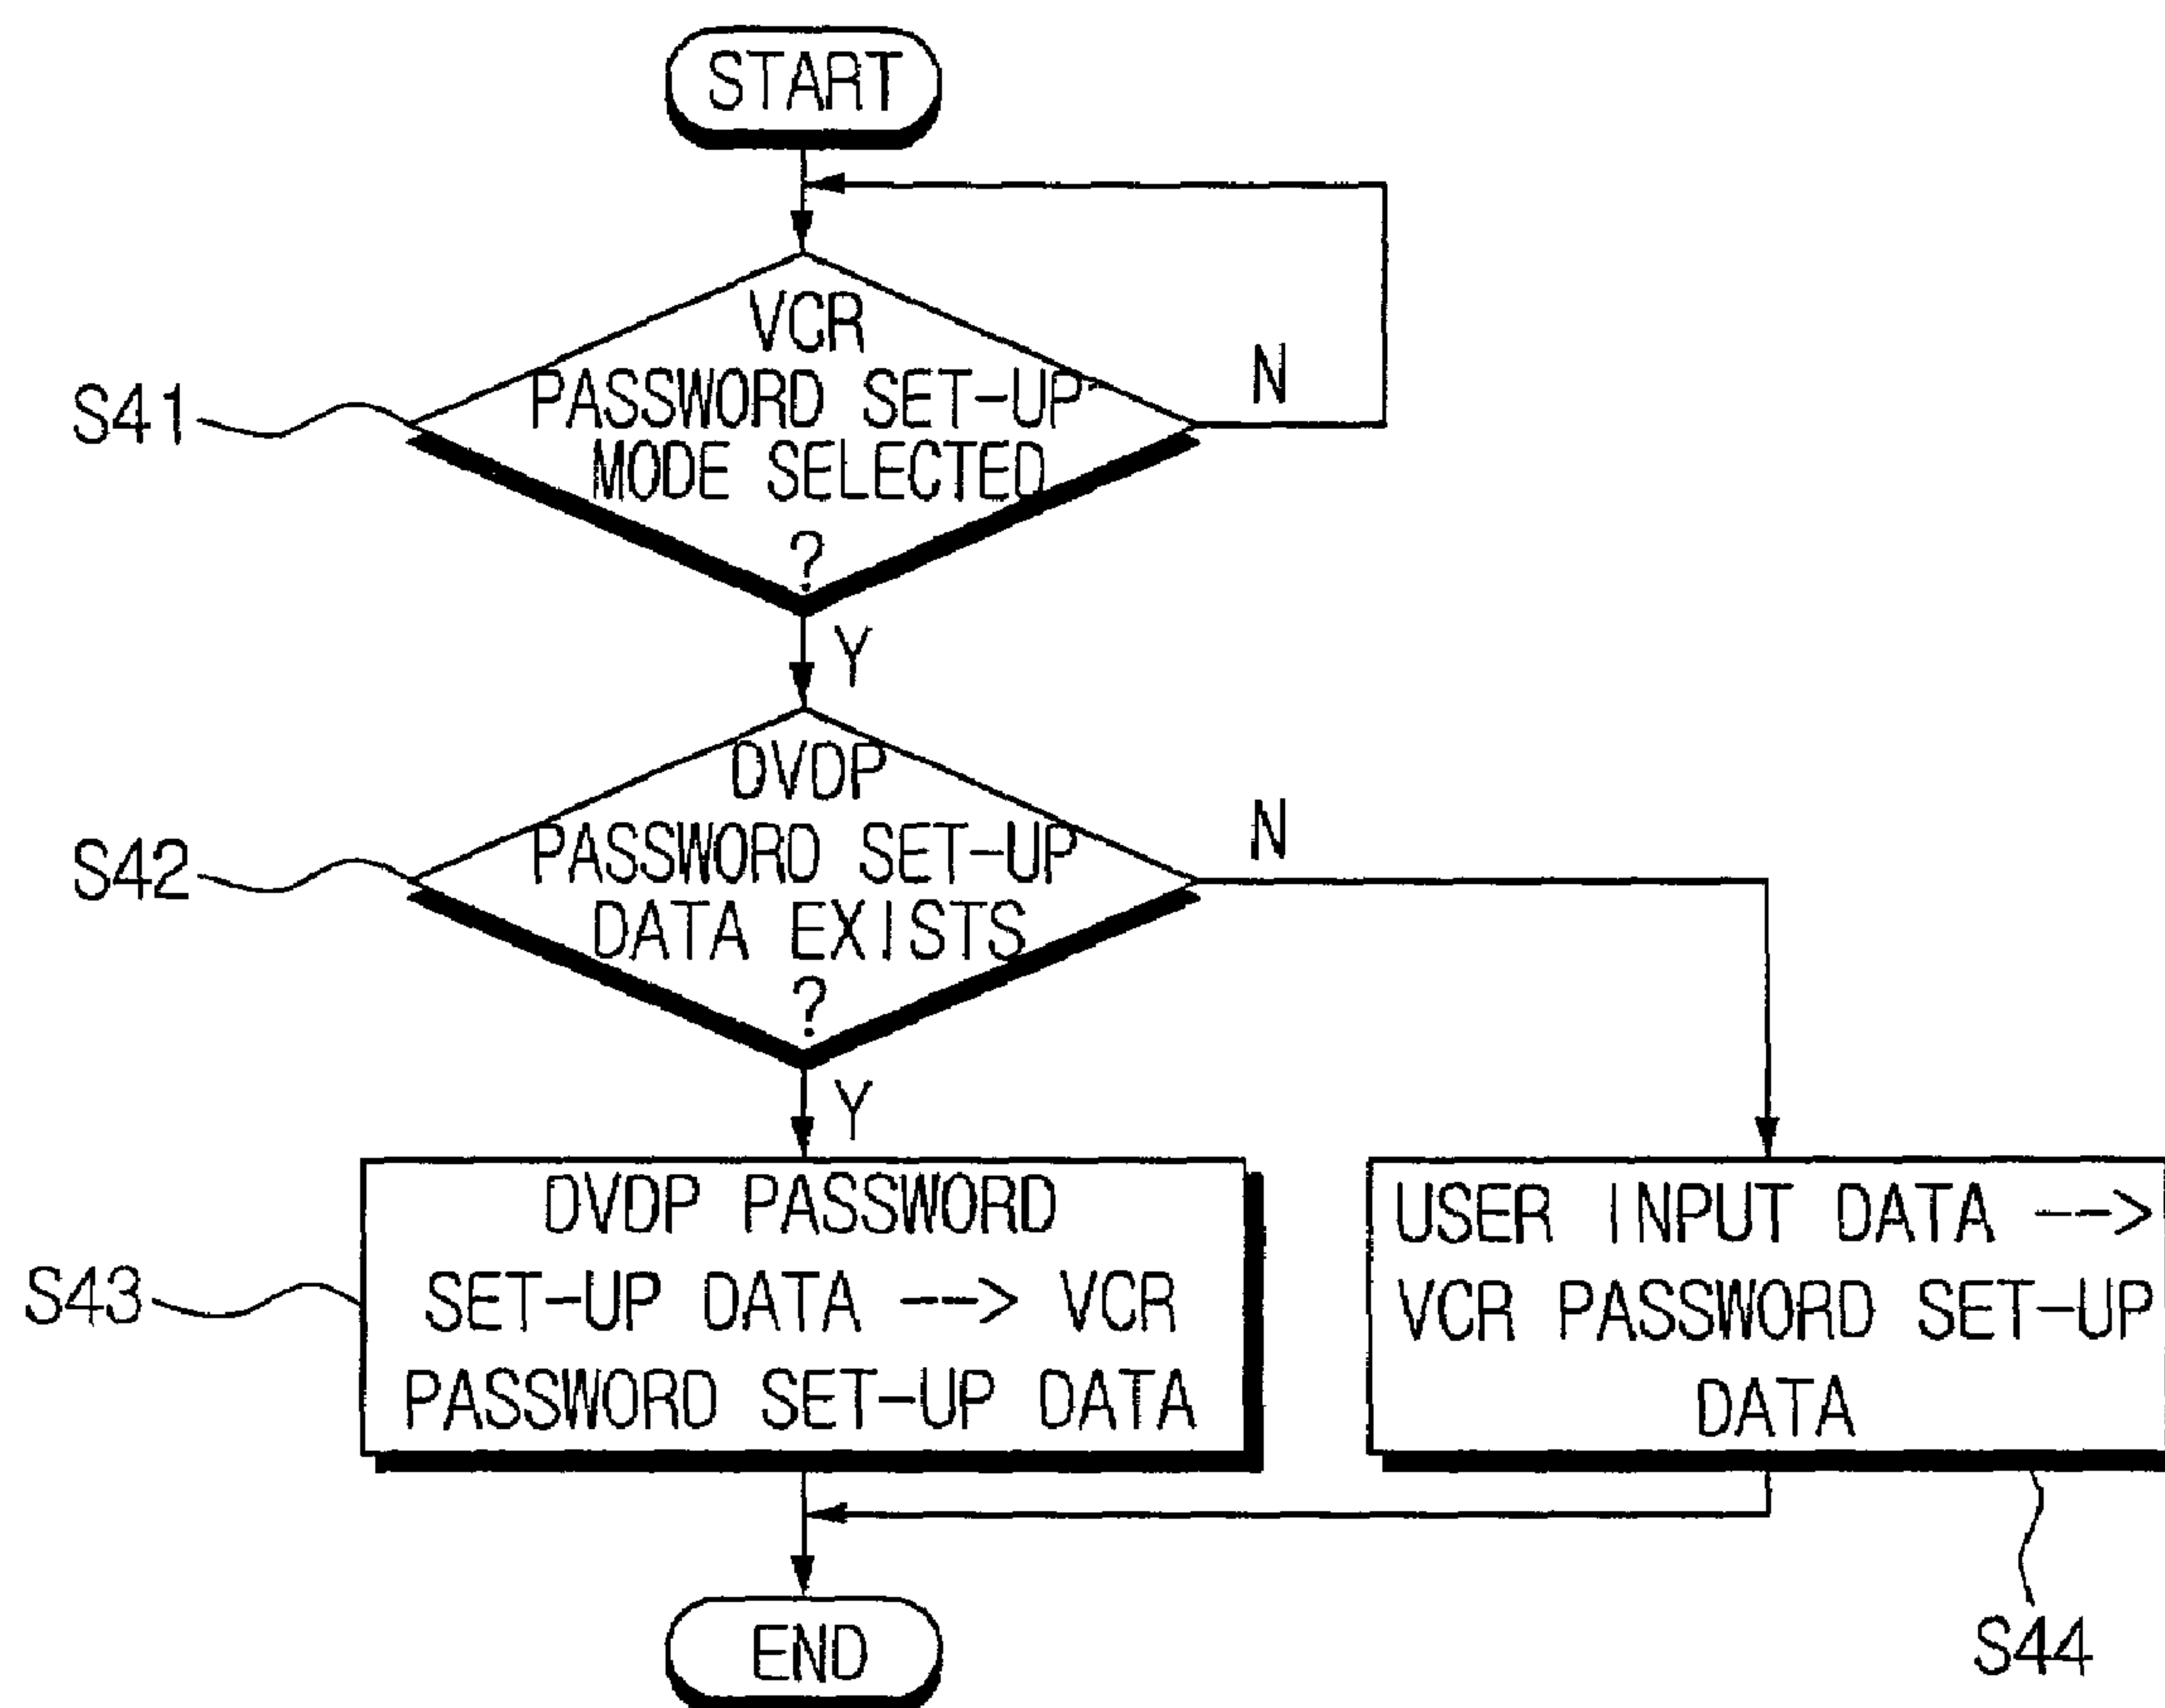 START
VCR
PASSWORD SET-UP
MODE SELECTED
?
N
S41
Y
DVDP
PASSWORD SET-UP
DATA EXISTS
?
N
S42
Y
DVDP PASSWORD
SET-UP DATA --> VCR
PASSWORD SET-UP DATA
S43
USER INPUT DATA -->
VCR PASSWORD SET-UP
DATA
S44
END